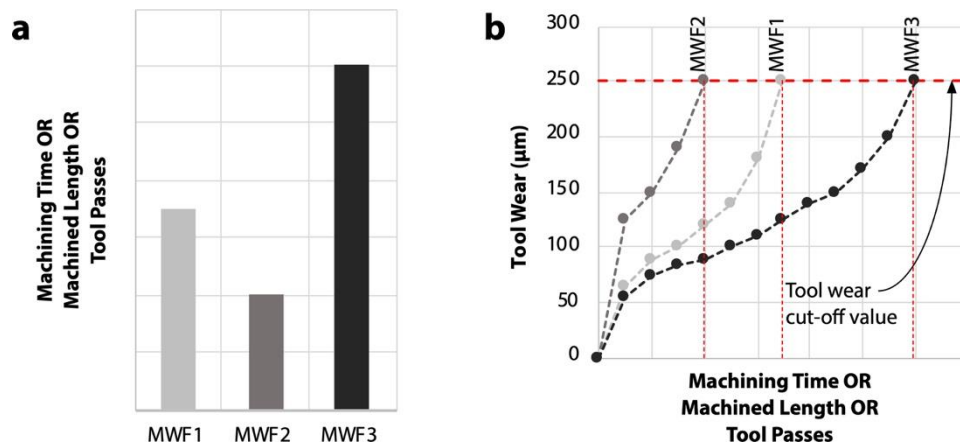 a
Machining Time OR
Machined Length OR
Tool Passes
MWF1 MWF2 MWF3
b
MWF2 MWF1 MWF3
300
250
200
150
100
50
0
Tool Wear (μm)
Tool wear
cut-off value
Machining Time OR
Machined Length OR
Tool Passes